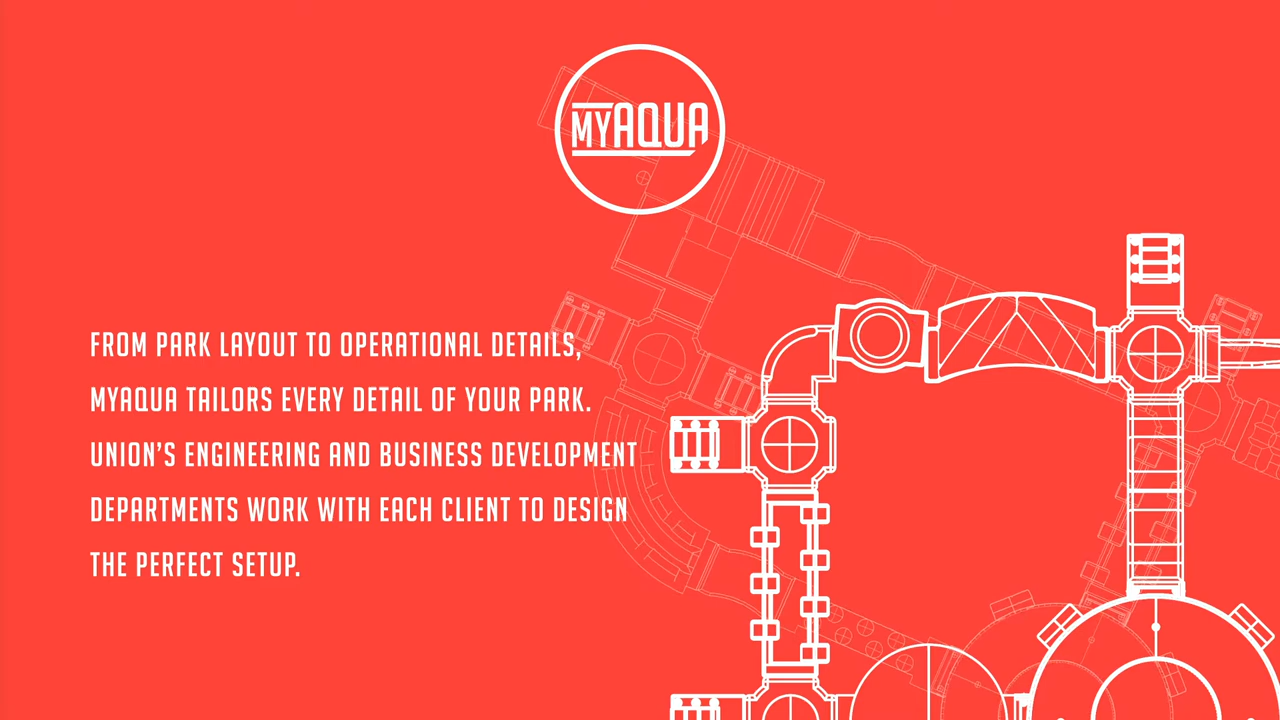 MYAQUA
FROM PARK LAYOUT TO OPERATIONAL DETAILS,
MYAQUA TAILORS EVERY DETAIL OF YOUR PARK.
UNION'S ENGINEERING AND BUSINESS DEVELOPMENT
DEPARTMENTS WORK WITH EACH CLIENT TO DESIGN
THE PERFECT SETUP.